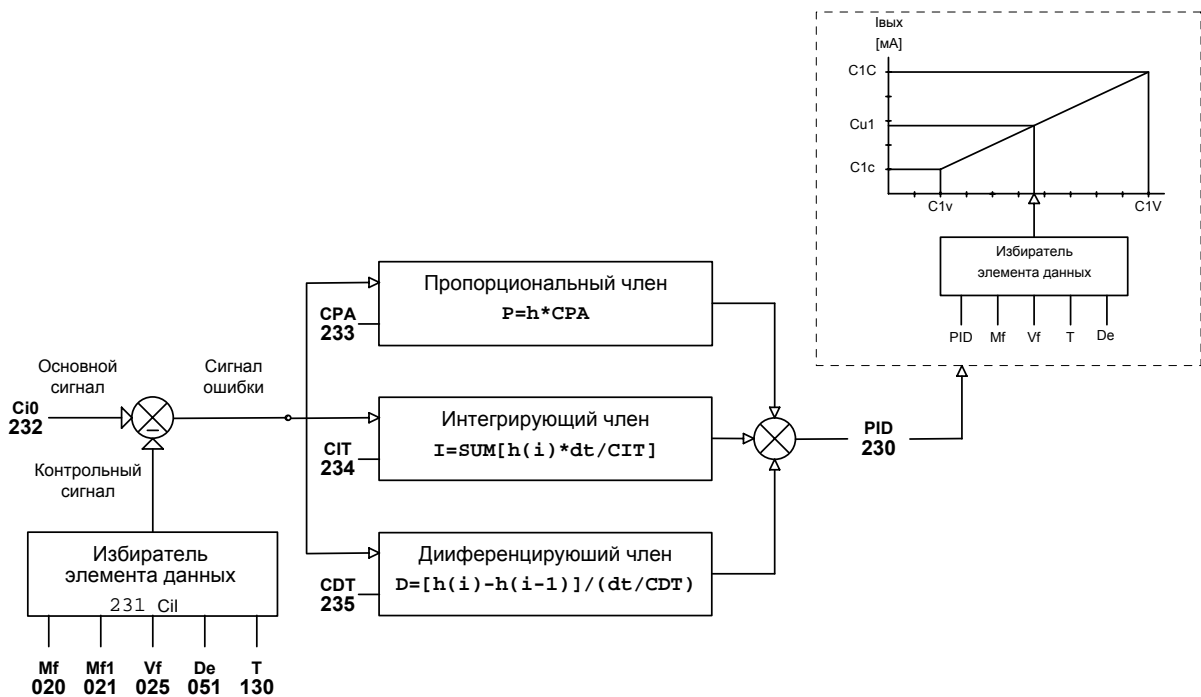 Iвых
[мА]
C1C
Cu1
C1c
C1v
C1V
Избиратель
элемента данных
PID
Mf
Vf
T
De
Пропорциональный член
P=h*CPA
CPA
233
Основной
сигнал
Сигнал
ошибки
Ci0
232
Интегрирующий член
I=SUM[h(i)*dt/CIT]
CIT
234
PID
230
Контрольный
сигнал
Дииференцируюший член
D=[h(i)-h(i-1)]/(dt/CDT)
CDT
235
Избиратель
элемента данных
231 CiI
Mf
020
Mf1
021
Vf
025
De
051
T
130